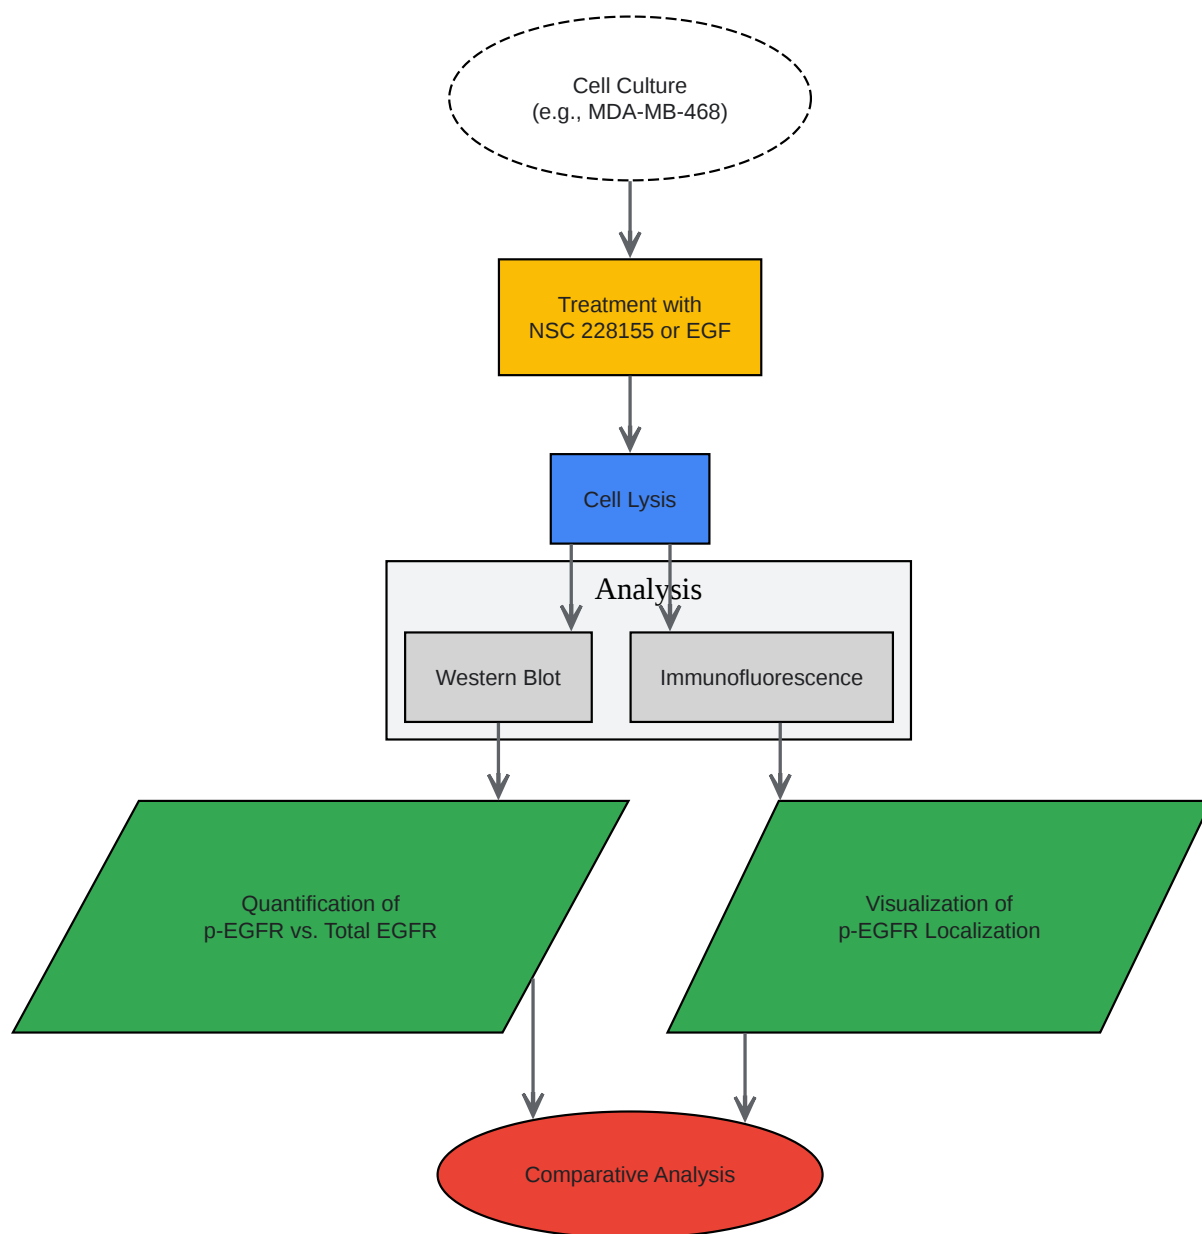 Cell Culture
(e.g., MDA-MB-468)
Treatment with
NSC 228155 or EGF
Cell Lysis
Analysis
Western Blot
Immunofluorescence
Quantification of
p-EGFR vs. Total EGFR
Visualization of
p-EGFR Localization
Comparative Analysis